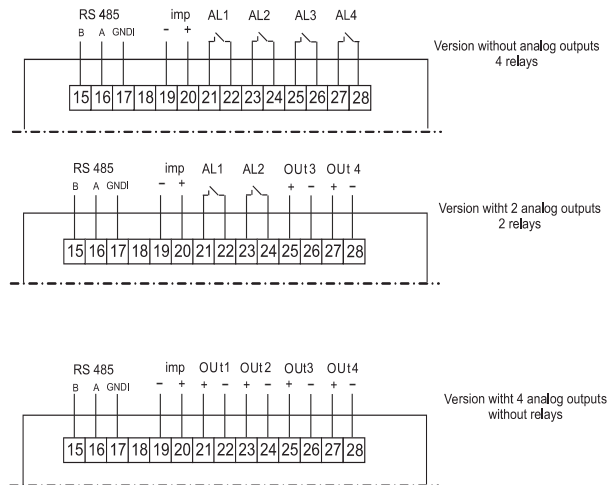 RS 485 imp AL1 AL2 AL3 AL4
B A GNDI - +
Version without analog outputs
4 relays
15 16 17 18 19 20 21 22 23 24 25 26 27 28
RS 485 imp AL1 AL2 OUt3 OUt 4
B A GNDI - + + - + -
Version witht 2 analog outputs
2 relays
15 16 17 18 19 20 21 22 23 24 25 26 27 28
RS 485 imp OUt1 OUt2 OUt3 OUt4
B A GNDI - + + - + - + - + -
Version witht 4 analog outputs
without relays
15 16 17 18 19 20 21 22 23 24 25 26 27 28